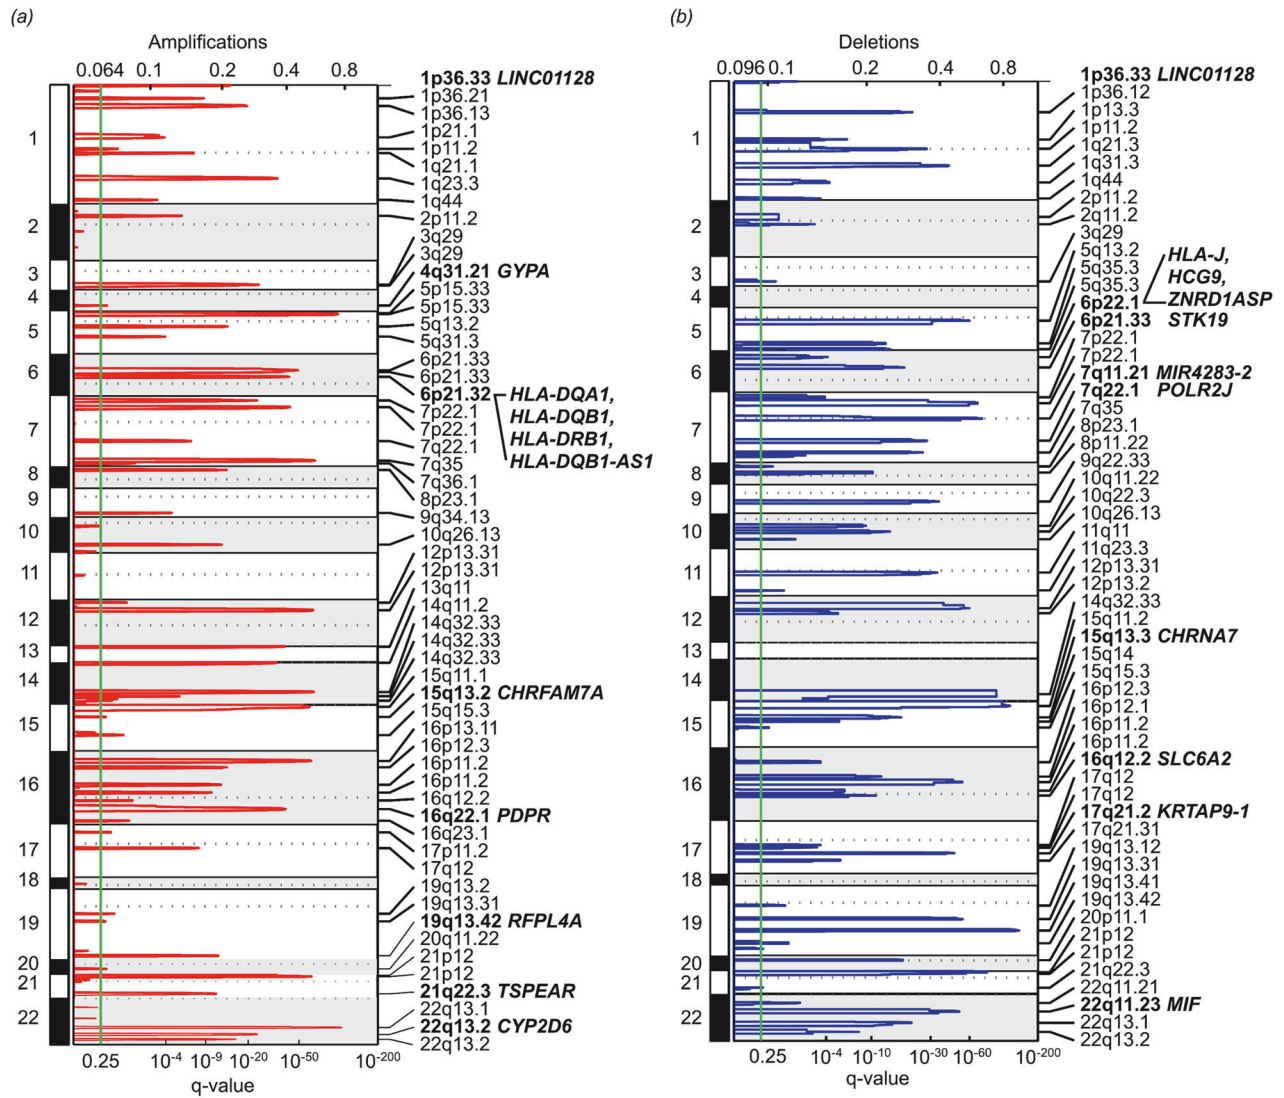 (a)
Amplifications
0.064 0.1 0.2 0.4 0.8
1
2
3
4
5
6
7
8
9
10
11
12
13
14
15
16
17
18
19
20
21
22
1p36.33 LINC01128
1p36.21
1p36.13
1p21.1
1p11.2
1q21.1
1q23.3
1q44
2p11.2
3q29
3q29
4q31.21 GYPA
5p15.33
5p15.33
5q13.2
5q31.3
6p21.33
6p21.33
6p21.32 HLA-DQA1,
HLA-DQB1,
HLA-DRB1,
HLA-DQB1-AS1
7p22.1
7p22.1
7q22.1
7q35
7q36.1
8p23.1
9q34.13
10q26.13
12p13.31
12p13.31
13q11
14q11.2
14q32.33
14q32.33
14q32.33
15q11.1
15q13.2 CHRFAM7A
15q15.3
16p13.11
16p12.3
16p11.2
16p11.2
16q12.2
16q22.1 PDPR
16q23.1
17p11.2
17q12
19q13.2
19q13.31
19q13.42 RFPL4A
20q11.22
21p12
21p12
21q22.3 TSPEAR
22q13.1
22q13.2 CYP2D6
22q13.2
0.25 10-4 10-9 10-20 10-50 10-200
q-value
(b)
Deletions
0.096 0.1 0.2 0.4 0.8
1
2
3
4
5
6
7
8
9
10
11
12
13
14
15
16
17
18
19
20
21
22
1p36.33 LINC01128
1p36.12
1p13.3
1p11.2
1q21.3
1q31.3
1q44
2p11.2
2q11.2
3q29
5q13.2
5q35.3
5q35.3
6p22.1 HLA-J,
HCG9,
ZNRD1ASP
6p21.33 STK19
7p22.1
7p22.1
7q11.21 MIR4283-2
7q22.1 POLR2J
7q35
8p23.1
8p11.22
9q22.33
10q11.22
10q22.3
10q26.13
11q11
11q23.3
12p13.31
12p13.2
14q32.33
15q11.2
15q13.3 CHRNA7
15q14
15q15.3
16p12.3
16p12.1
16p11.2
16p11.2
16q12.2 SLC6A2
17q12
17q12
17q21.2 KRTAP9-1
17q21.31
19q13.12
19q13.31
19q13.41
19q13.42
20p11.1
21p12
21p12
21q22.3
22q11.21
22q11.23 MIF
22q13.1
22q13.2
0.25 10-4 10-10 10-30 10-60 10-200
q-value